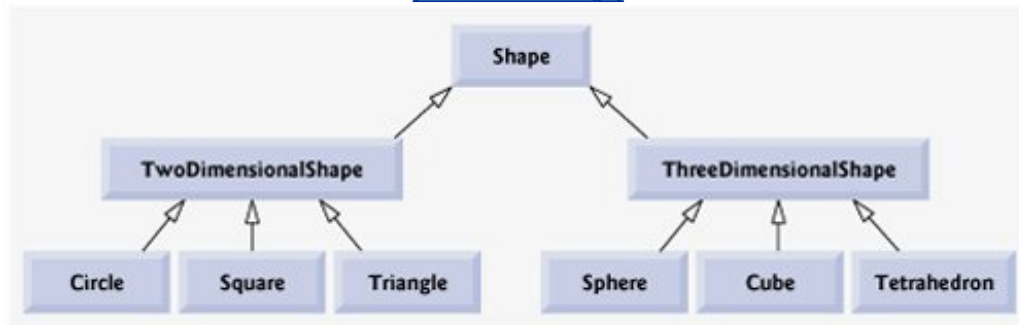 Shape
TwoDimensionalShape ThreeDimensionalShape
Circle Square Triangle Sphere Cube Tetrahedron